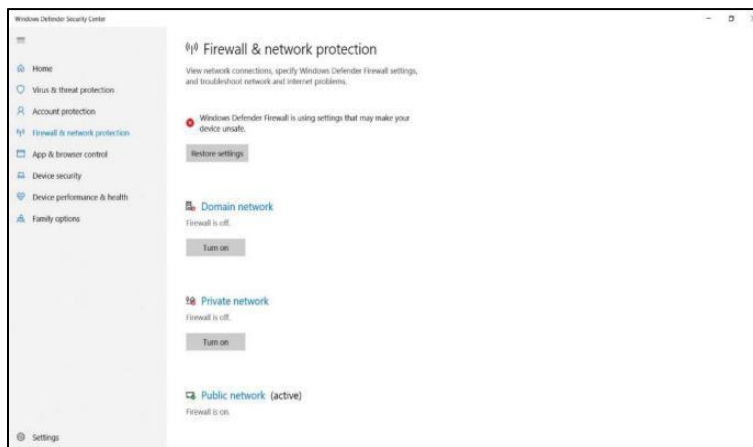 Windows Defender Security Center
Home
Virus & threat protection
Account protection
Firewall & network protection
App & browser control
Device security
Device performance & health
Family options
Settings
Firewall & network protection
View network connections, specify Windows Defender Firewall settings,
and troubleshoot network and Internet problems.
Windows Defender Firewall is using settings that may make your
device unsafe.
Restore settings
Domain network
Firewall is off.
Turn on
Private network
Firewall is off.
Turn on
Public network (active)
Firewall is on.